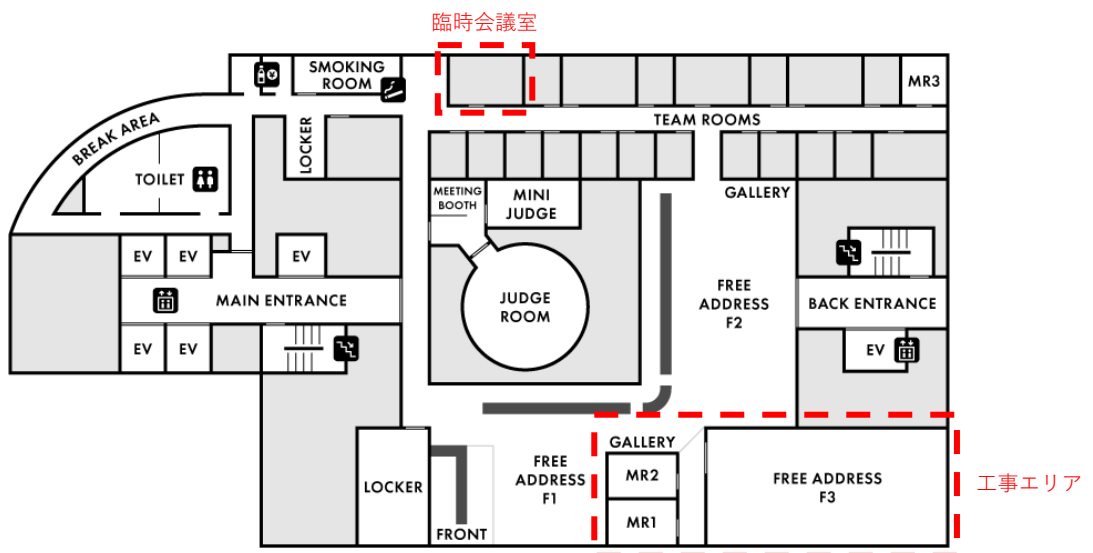 臨時会議室
SMOKING
ROOM
MR3
TEAM ROOMS
BREAK AREA
LOCKER
TOILET
MEETING
BOOTH
MINI
JUDGE
GALLERY
EV
EV
EV
MAIN ENTRANCE
JUDGE
ROOM
FREE
ADDRESS
F2
BACK ENTRANCE
EV
EV
EV
GALLERY
FREE
ADDRESS
F1
MR2
MR1
FREE ADDRESS
F3
工事エリア
LOCKER
FRONT